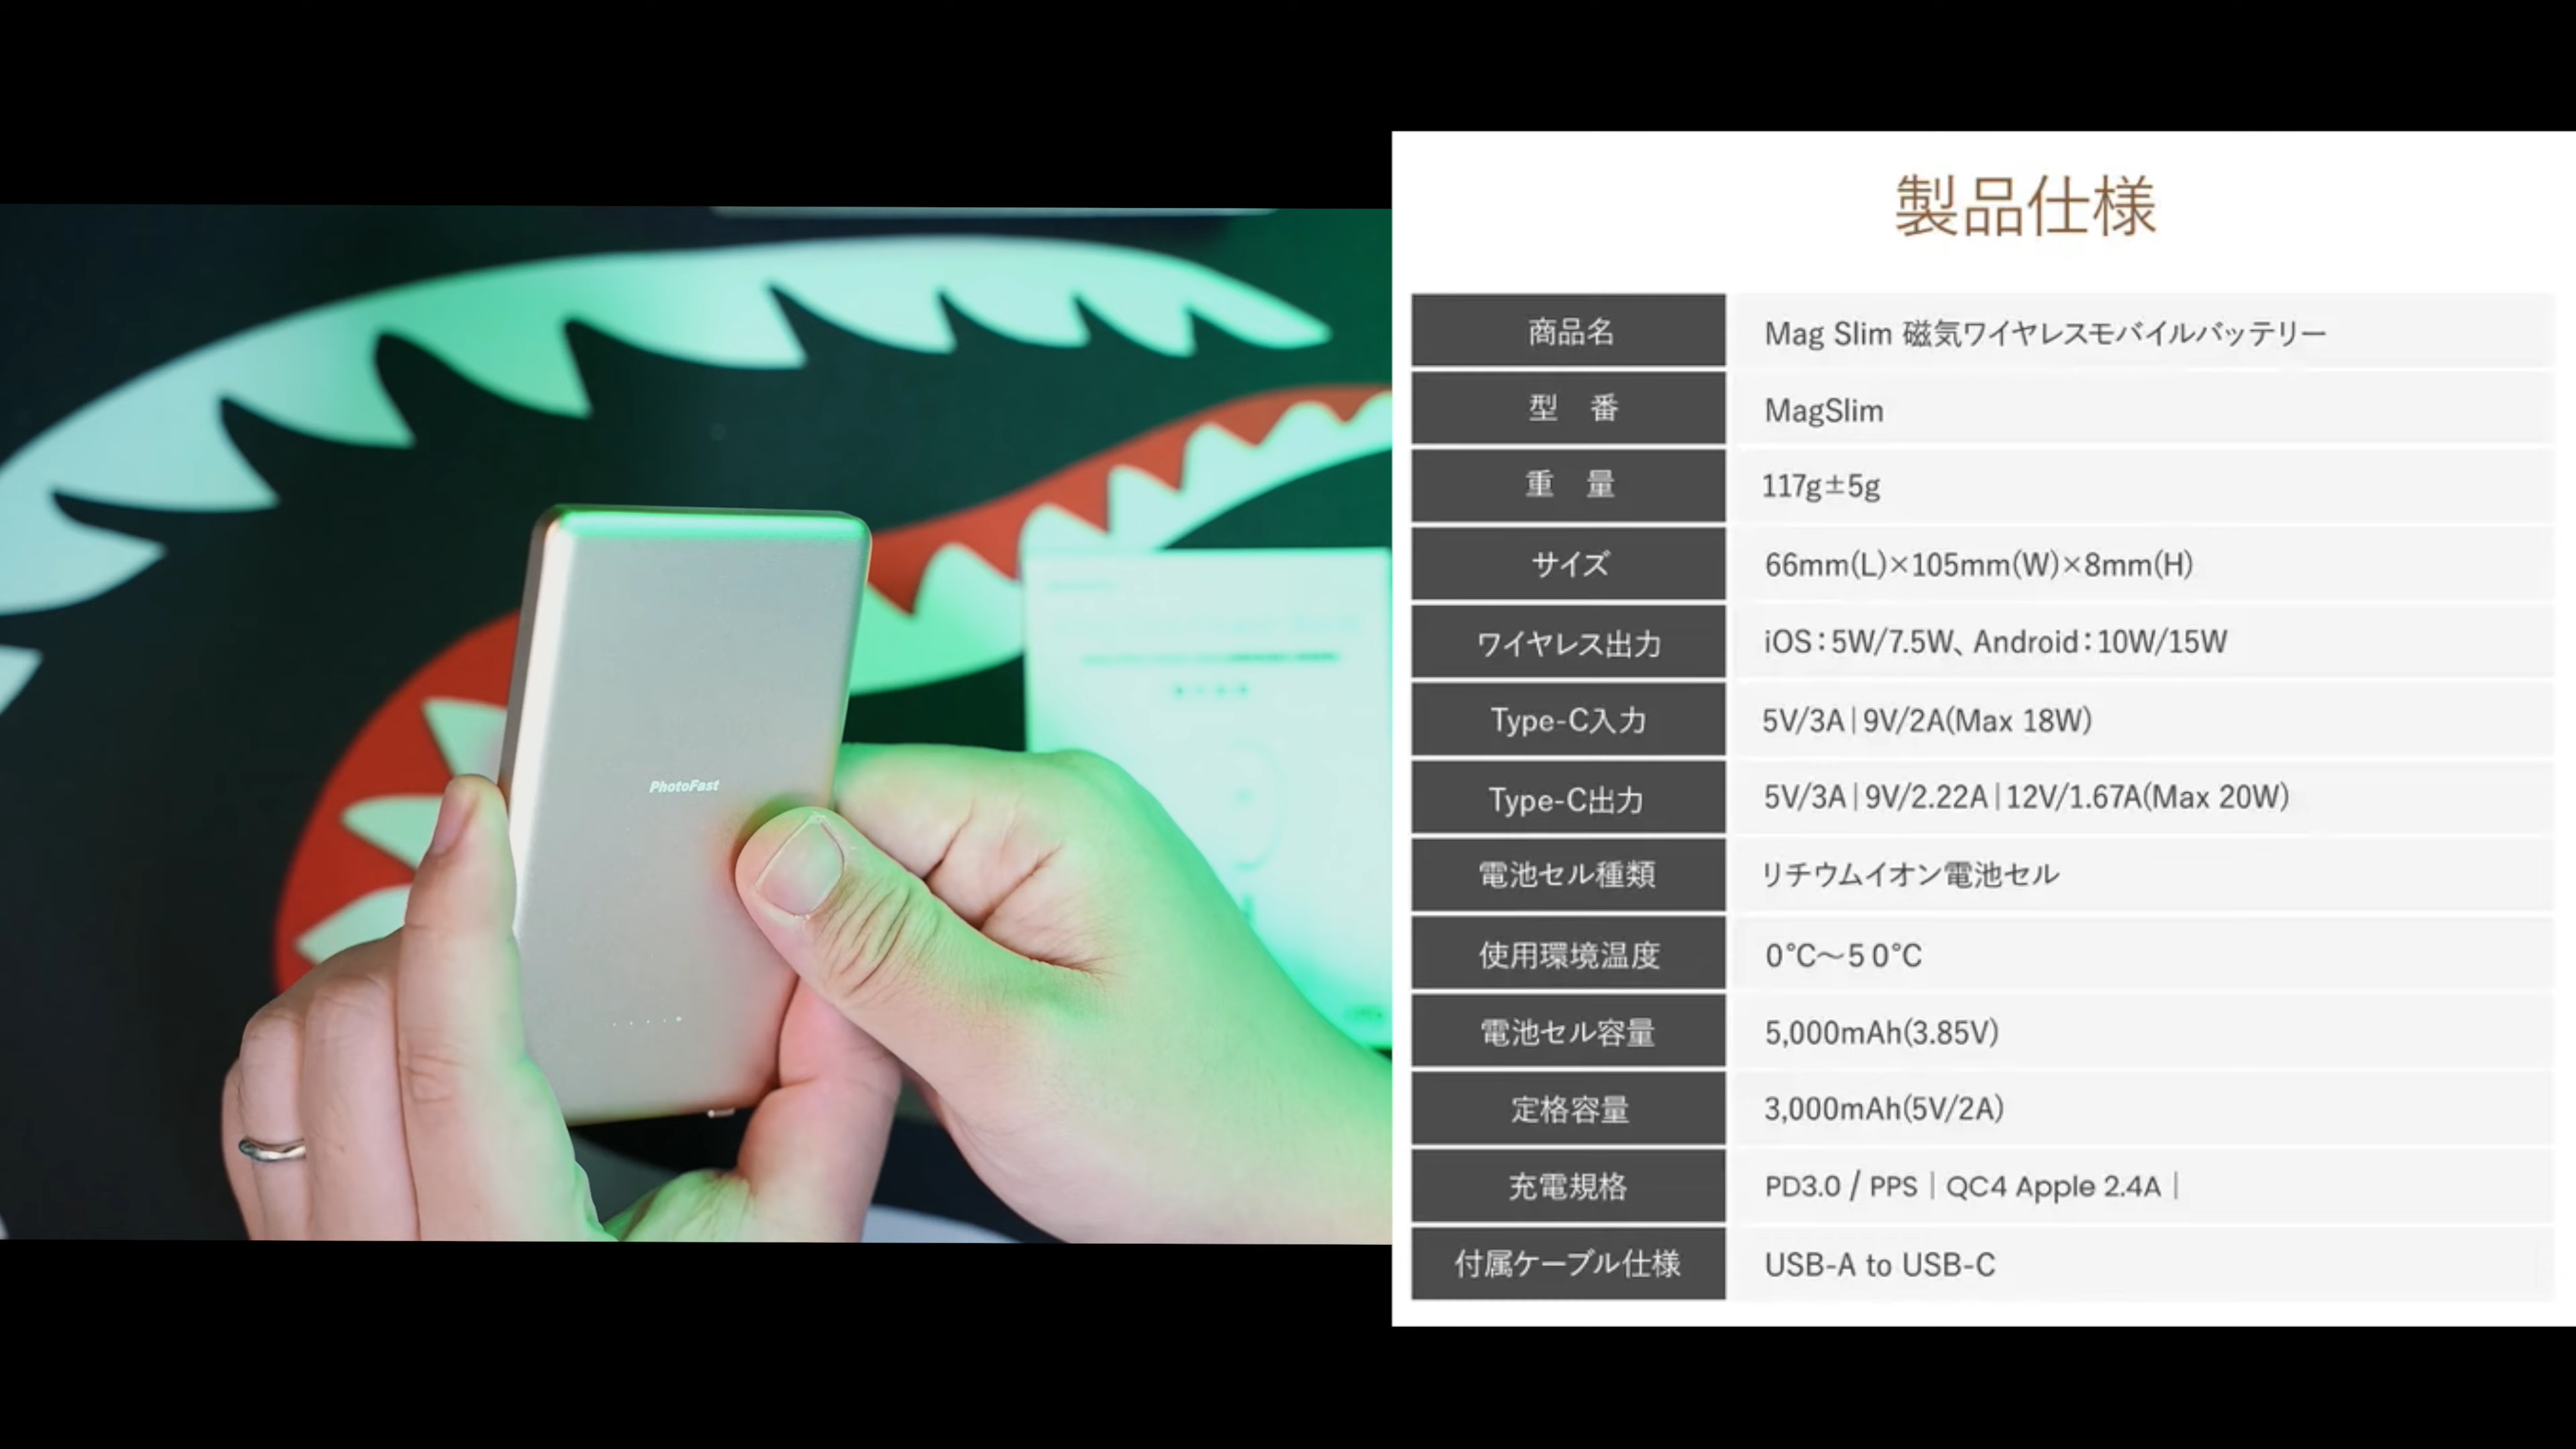 PhotoFast
製品仕様
商品名 Mag Slim 磁気ワイヤレスモバイルバッテリー
型 番 MagSlim
重 量 117g±5g
サイズ 66mm(L)×105mm(W)×8mm(H)
ワイヤレス出力 iOS：5W/7.5W、Android：10W/15W
Type-C入力 5V/3A|9V/2A(Max 18W)
Type-C出力 5V/3A|9V/2.22A|12V/1.67A(Max 20W)
電池セル種類 リチウムイオン電池セル
使用環境温度 0℃～50℃
電池セル容量 5,000mAh(3.85V)
定格容量 3,000mAh(5V/2A)
充電規格 PD3.0 / PPS | QC4 Apple 2.4A |
付属ケーブル仕様 USB-A to USB-C